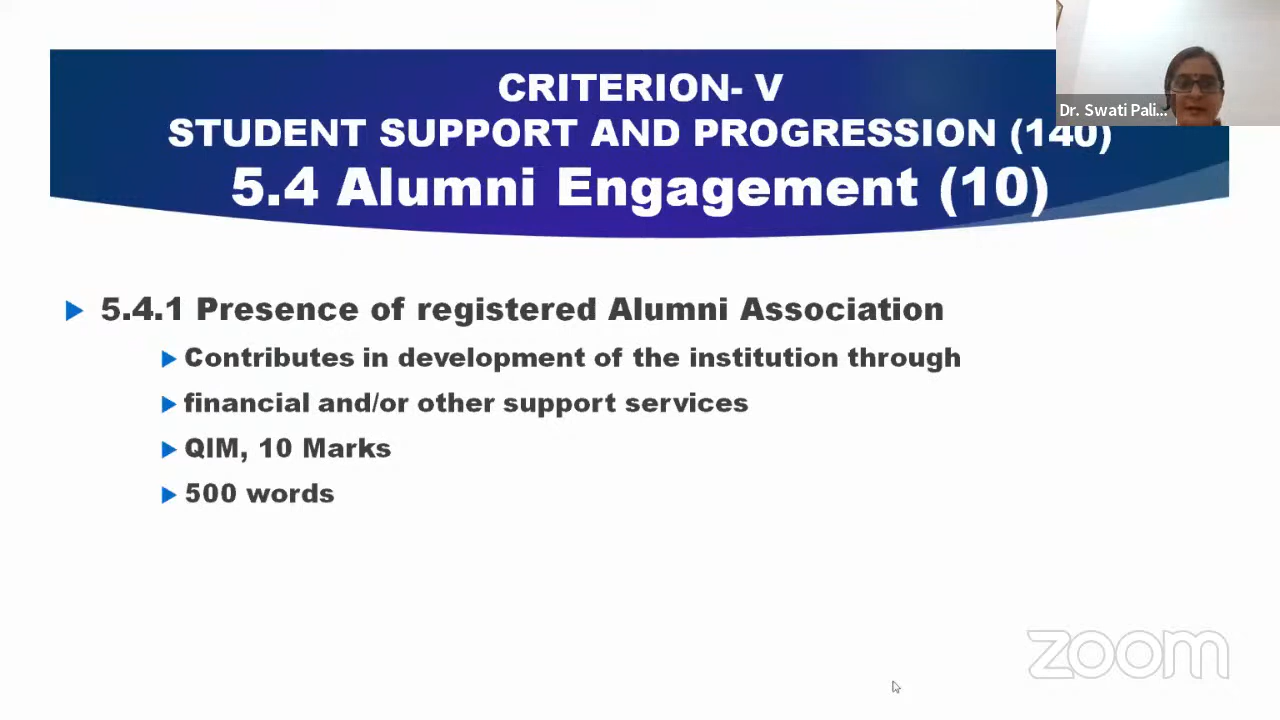 CRITERION- V
STUDENT SUPPORT AND PROGRESSION (140)
5.4 Alumni Engagement (10)
Dr. Swati Pali...
5.4.1 Presence of registered Alumni Association
Contributes in development of the institution through
financial and/or other support services
QlM, 10 Marks
500 words
zoom